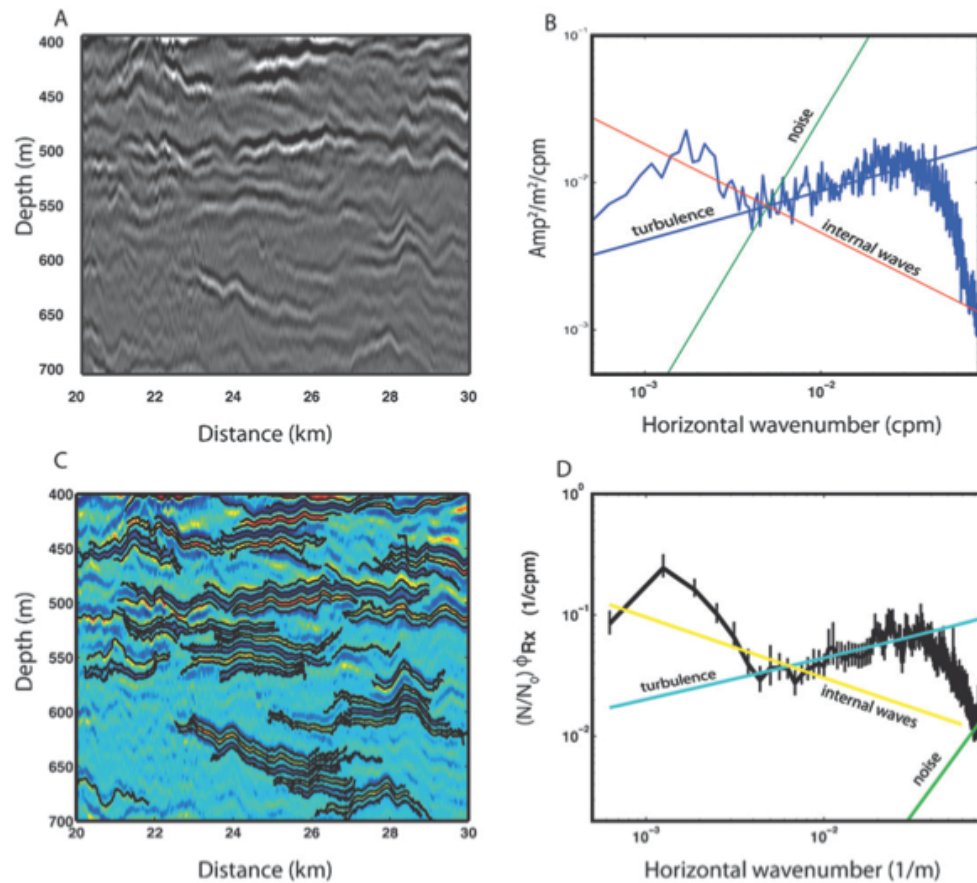 A
400
450
500
550
600
650
700
Depth (m)
20 22 24 26 28 30
Distance (km)
B
10⁻¹
10⁻²
10⁻³
Amp²/m²/cpm
noise
turbulence
internal waves
10⁻³ 10⁻²
Horizontal wavenumber (cpm)
C
400
450
500
550
600
650
700
Depth (m)
20 22 24 26 28 30
Distance (km)
D
10⁰
10⁻¹
10⁻²
(N/N₀) ϕRx (1/cpm)
turbulence
internal waves
noise
10⁻³ 10⁻²
Horizontal wavenumber (1/m)